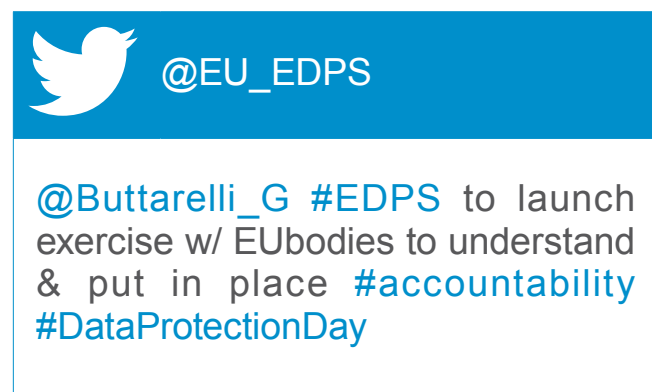 @EU_EDPS
@Buttarelli_G #EDPS to launch
exercise w/ EUbodies to understand
& put in place #accountability
#DataProtectionDay